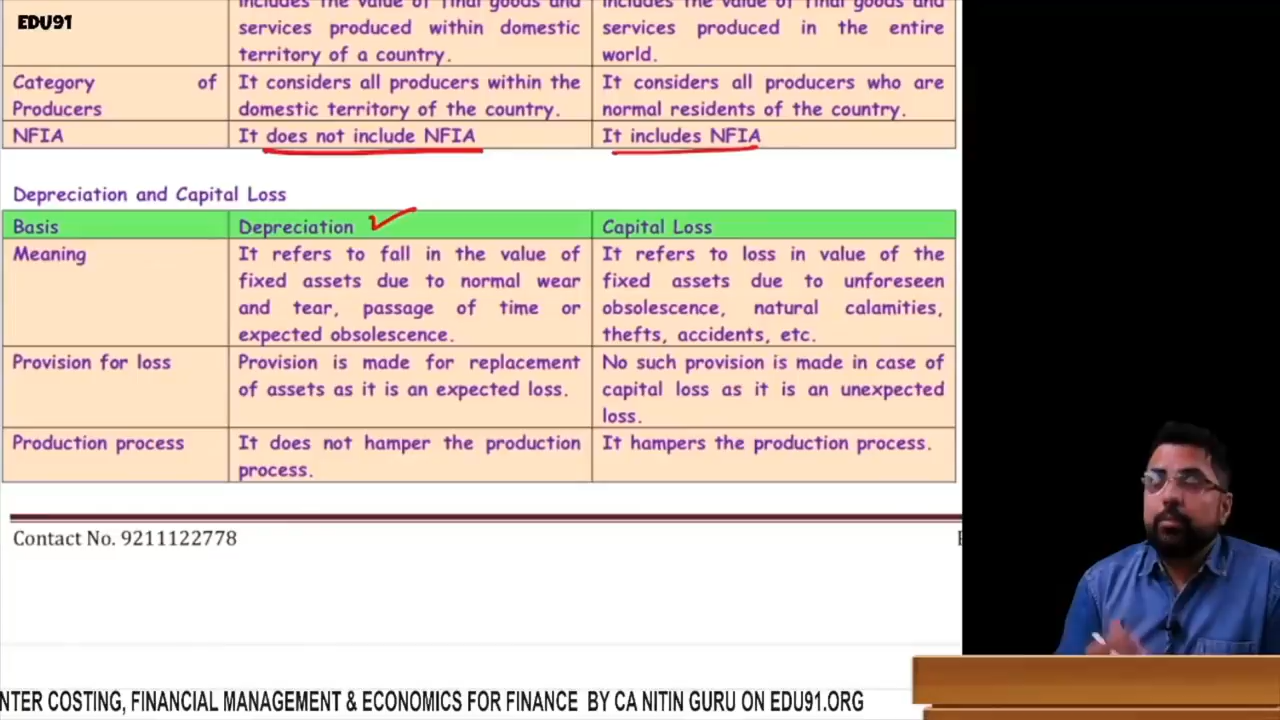 EDU91
includes the value of final goods and
services produced within domestic
territory of a country.
includes the value of final goods and
services produced in the entire
world.
Category of
Producers
It considers all producers within the
domestic territory of the country.
It considers all producers who are
normal residents of the country.
NFIA
It does not include NFIA
It includes NFIA
Depreciation and Capital Loss
Basis
Depreciation
Capital Loss
Meaning
It refers to fall in the value of
fixed assets due to normal wear
and tear, passage of time or
expected obsolescence.
It refers to loss in value of the
fixed assets due to unforeseen
obsolescence, natural calamities,
thefts, accidents, etc.
Provision for loss
Provision is made for replacement
of assets as it is an expected loss.
No such provision is made in case of
capital loss as it is an unexpected
loss.
Production process
It does not hamper the production
process.
It hampers the production process.
Contact No. 9211122778
NTER COSTING, FINANCIAL MANAGEMENT & ECONOMICS FOR FINANCE BY CA NITIN GURU ON EDU91.ORG